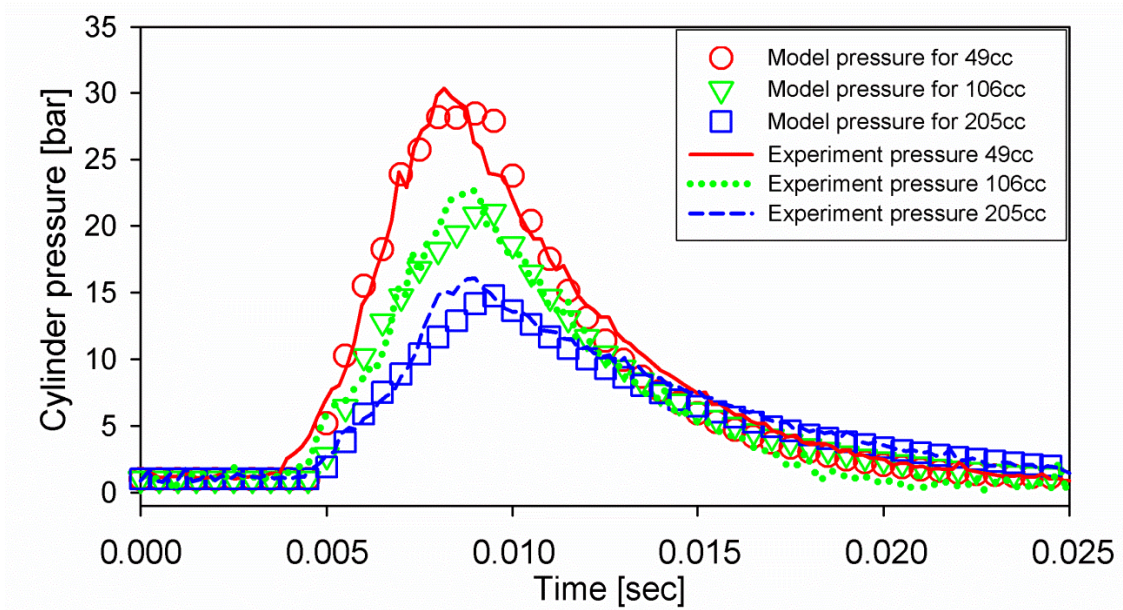 35
30
25
20
15
10
5
0
Cylinder pressure [bar]
Model pressure for 49cc
Model pressure for 106cc
Model pressure for 205cc
Experiment pressure 49cc
Experiment pressure 106cc
Experiment pressure 205cc
0.000 0.005 0.010 0.015 0.020 0.025
Time [sec]